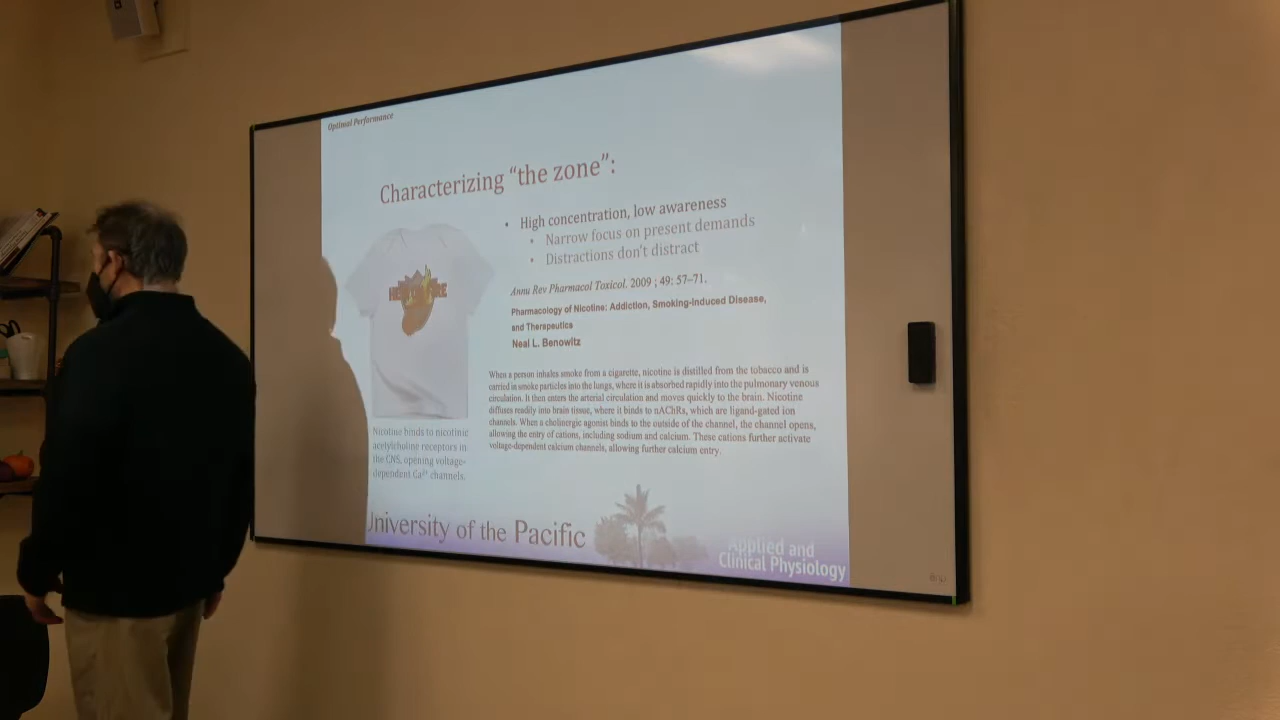 Optimal Performance
Characterizing “the zone”:
• High concentration, low awareness
• Narrow focus on present demands
• Distractions don’t distract
Annu Rev Pharmacol Toxicol. 2009 ; 49: 57–71.
Pharmacology of Nicotine: Addiction, Smoking-Induced Disease,
and Therapeutics
Neal L. Benowitz
When a person inhales smoke from a cigarette, nicotine is distilled from the tobacco and is
carried in smoke particles into the lungs, where it is absorbed rapidly into the pulmonary venous
circulation. It then enters the arterial circulation and moves quickly to the brain. Nicotine
diffuses readily into brain tissue, where it binds to nAChRs, which are ligand-gated ion
channels. When a cholinergic agonist binds to the outside of the channel, the channel opens,
allowing the entry of cations, including sodium and calcium. These cations further activate
voltage-dependent calcium channels, allowing further calcium entry.
Nicotine binds to nicotinic
acetylcholine receptors in
the CNS, opening voltage-
dependent Ca²⁺ channels.
University of the Pacific
Applied and
Clinical Physiology